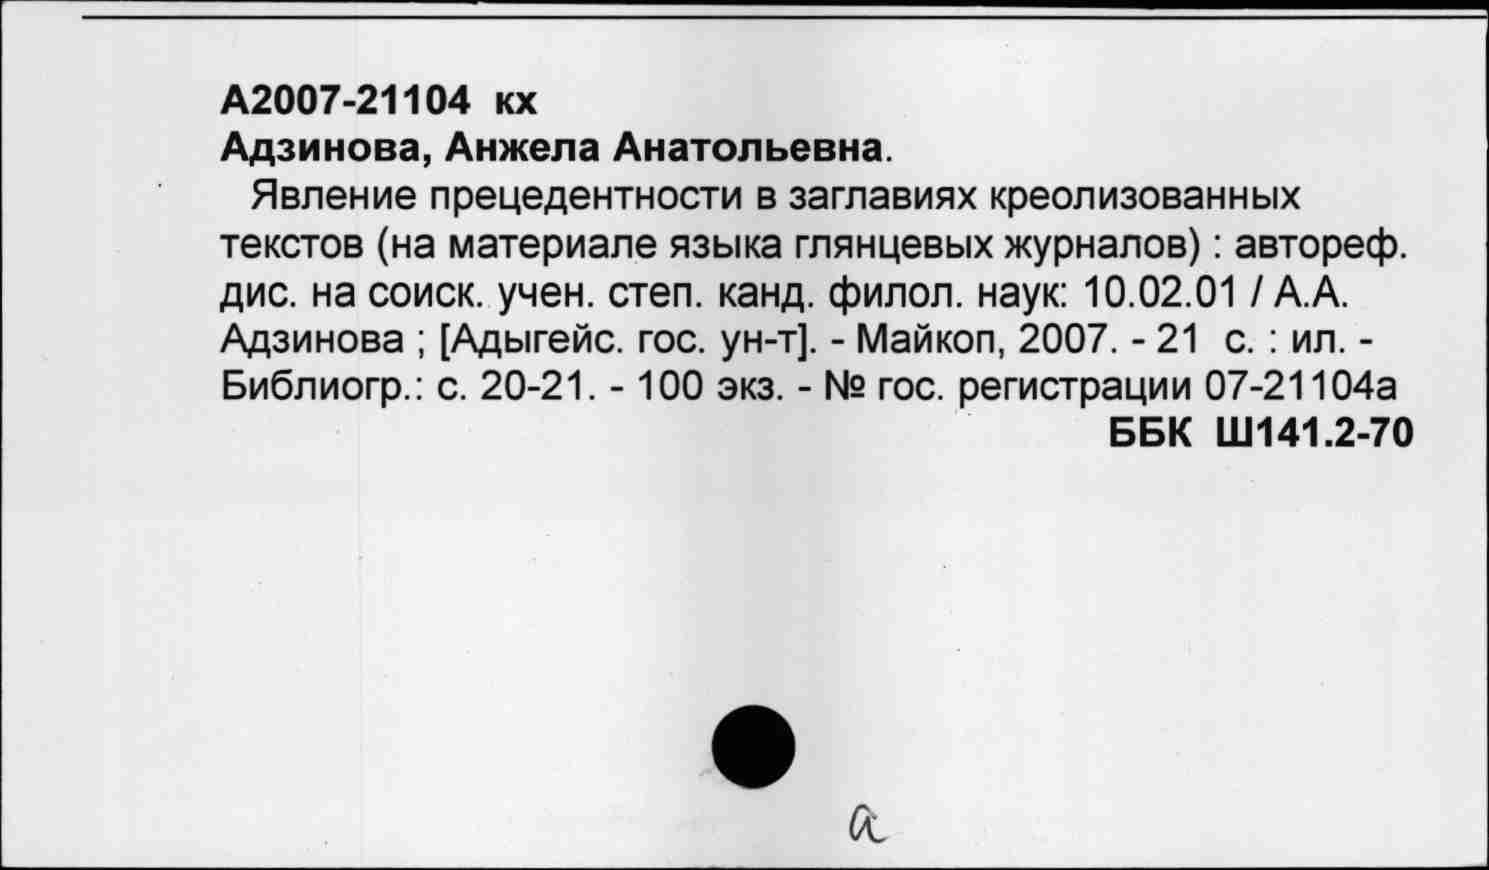 А2007-21104 кх
Адзинова, Анжела Анатольевна.
Явление прецедентности в заглавиях креолизованных
текстов (на материале языка глянцевых журналов) : автореф.
дис. на соиск. учен. степ. канд. филол. наук: 10.02.01 / А.А.
Адзинова ; [Адыгейс. гос. ун-т]. - Майкоп, 2007. - 21 с. : ил. -
Библиогр.: с. 20-21. - 100 экз. - № гос. регистрации 07-21104а
ББК Ш141.2-70
а